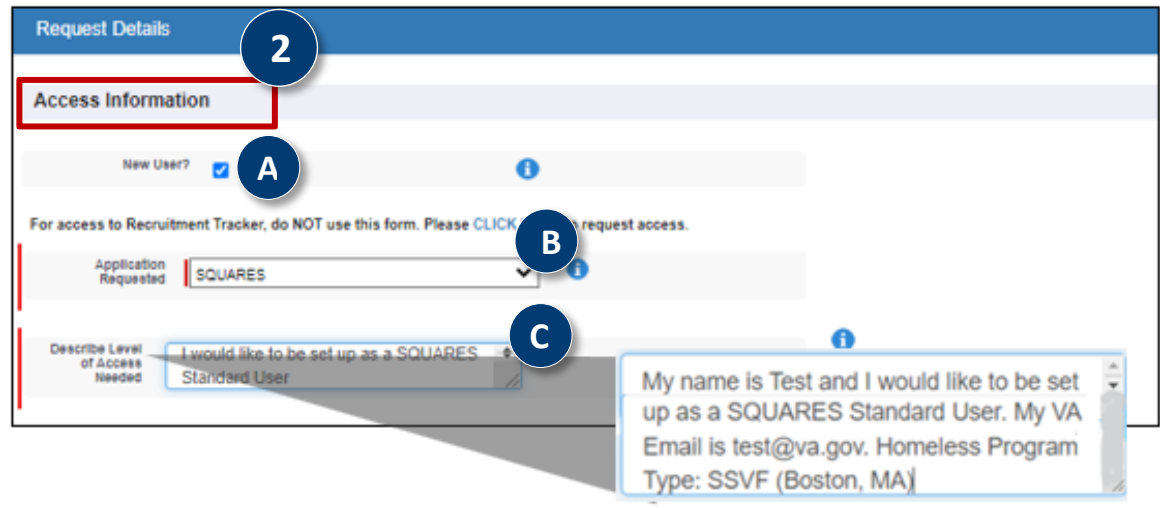 Request Details
2
Access Information
New User?
A
For access to Recruitment Tracker, do NOT use this form. Please CLICK request access.
B
Application
Requested
SQUARES
C
Describe Level
of Access
Needed
I would like to be set up as a SQUARES
Standard User
My name is Test and I would like to be set
up as a SQUARES Standard User. My VA
Email is test@va.gov. Homeless Program
Type: SSVF (Boston, MA)